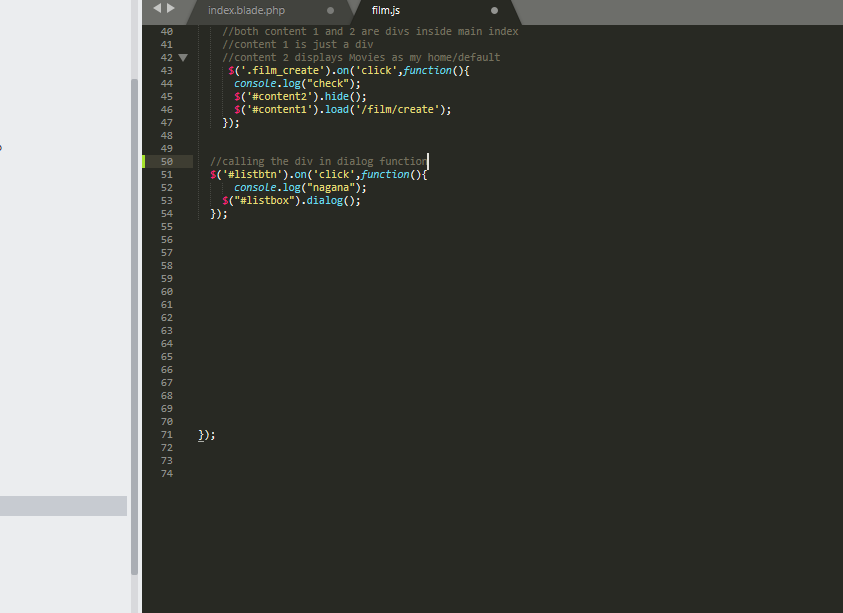 index.blade.php
film.js
40 //both content 1 and 2 are divs inside main index
41 //content 1 is just a div
42 //content 2 displays Movies as my home/default
43 $('.film_create').on('click',function(){
44 console.log("check");
45 $('#content2').hide();
46 $('#content1').load('/film/create');
47 });
48
49
50 //calling the div in dialog function
51 $('#listbtn').on('click',function(){
52 console.log("nagana");
53 $("#listbox").dialog();
54 });
55
56
57
58
59
60
61
62
63
64
65
66
67
68
69
70
71 });
72
73
74